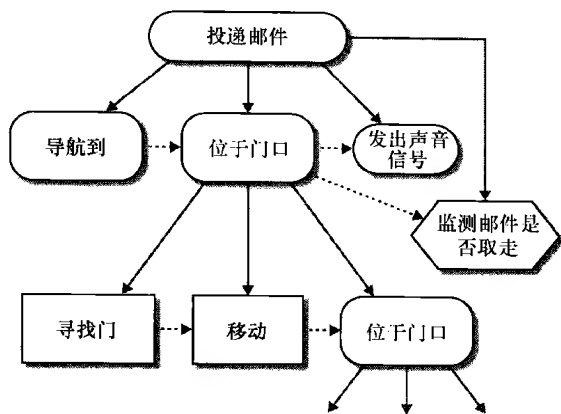 投递邮件
导航到
位于门口
发出声音
信号
监测邮件是
否取走
寻找门
移动
位于门口